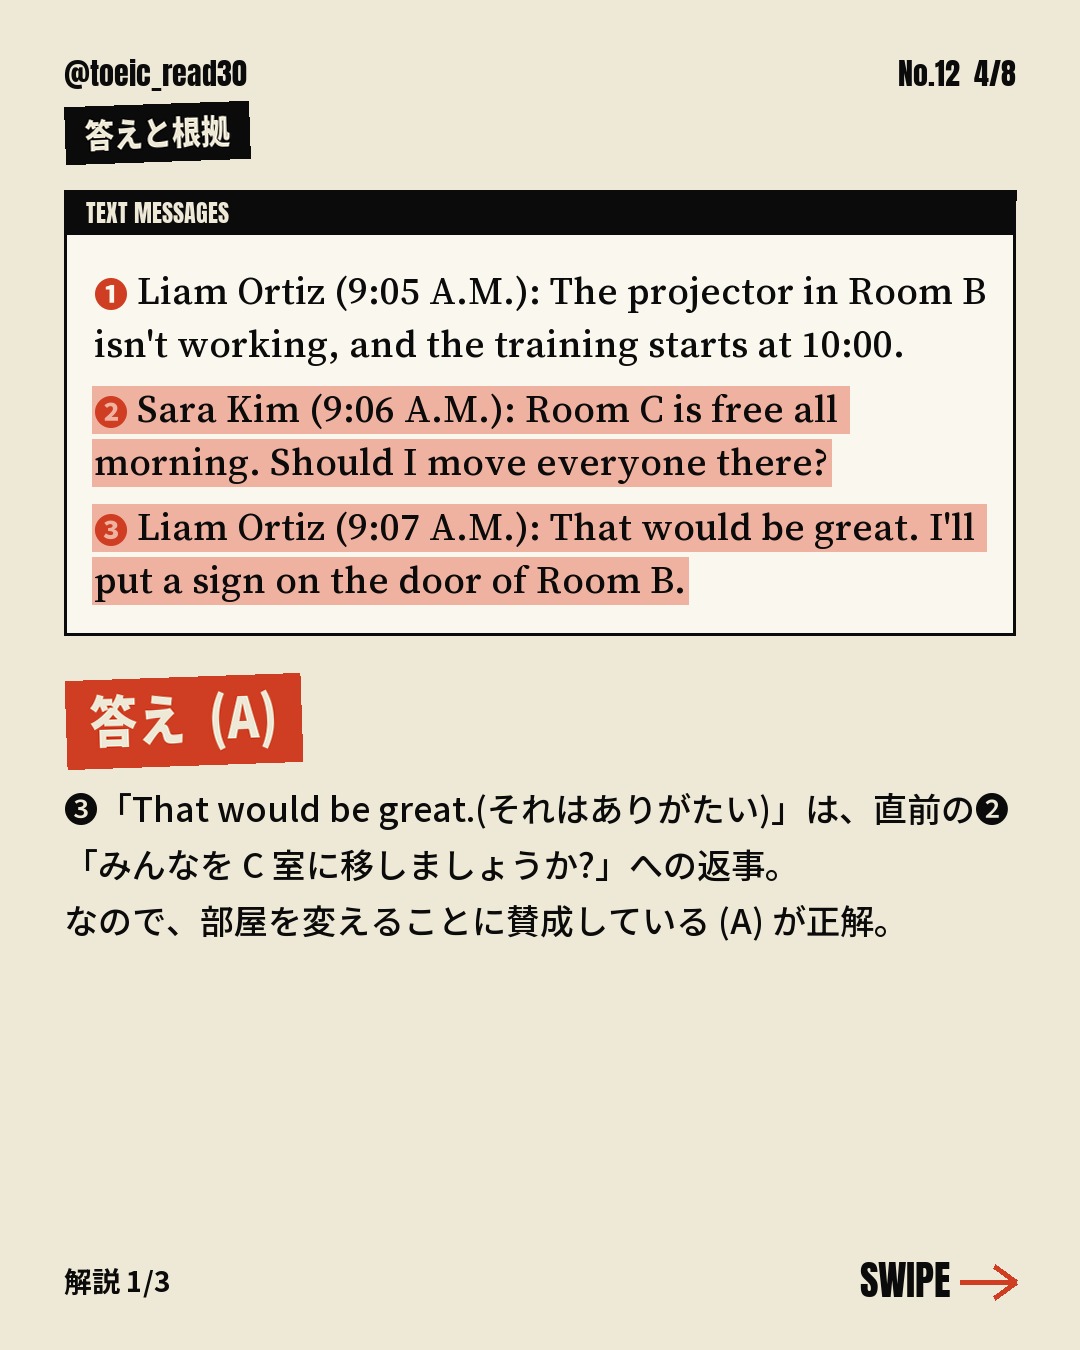 @toeic_read30
No.12 4/8
答えと根拠
TEXT MESSAGES
❶ Liam Ortiz (9:05 A.M.): The projector in Room B
isn't working, and the training starts at 10:00.
❷ Sara Kim (9:06 A.M.): Room C is free all
morning. Should I move everyone there?
❸ Liam Ortiz (9:07 A.M.): That would be great. I'll
put a sign on the door of Room B.
答え (A)
❸「That would be great.(それはありがたい)」は、直前の❷
「みんなを C 室に移しましょうか?」への返事。
なので、部屋を変えることに賛成している (A) が正解。
解説 1/3
SWIPE